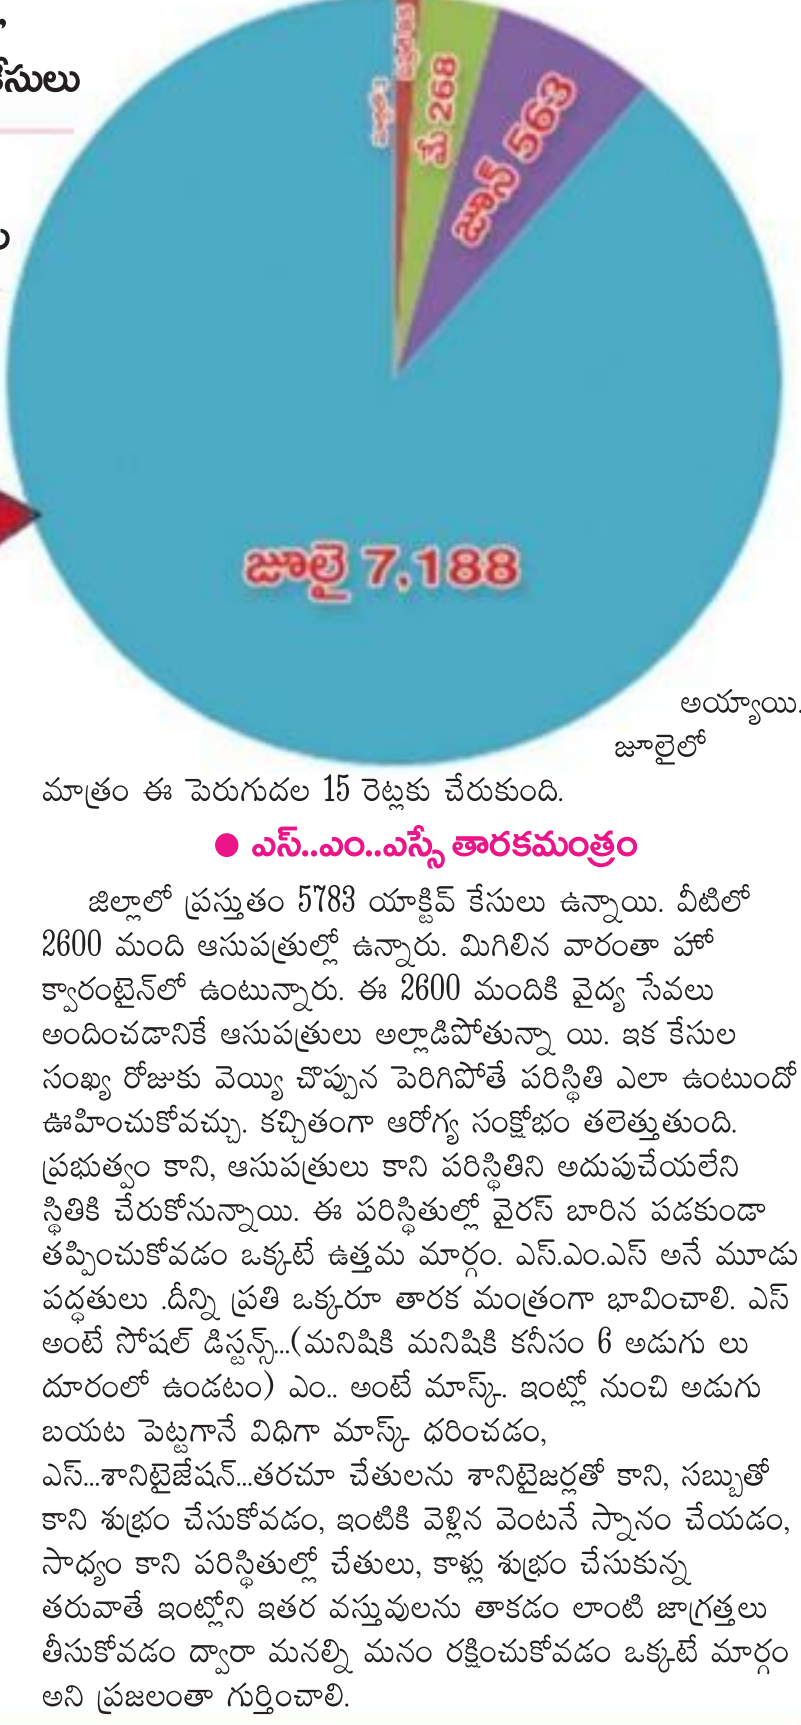 కేసులు
మే 268
జూన్ 563
జూలై 7,188
అయ్యాయి.
జూలైలో
మాత్రం ఈ పెరుగుదల 15 రెట్లకు చేరుకుంది.
● ఎస్..ఎం..ఎస్సే తారకమంత్రం
జిల్లాలో ప్రస్తుతం 5783 యాక్టివ్ కేసులు ఉన్నాయి. వీటిలో
2600 మంది ఆసుపత్రుల్లో ఉన్నారు. మిగిలిన వారంతా హో
క్వారంటైన్‌లో ఉంటున్నారు. ఈ 2600 మందికి వైద్య సేవలు
అందించడానికే ఆసుపత్రులు అల్లాడిపోతున్నా యి. ఇక కేసుల
సంఖ్య రోజుకు వెయ్యి చొప్పున పెరిగిపోతే పరిస్థితి ఎలా ఉంటుందో
ఊహించుకోవచ్చు. కచ్చితంగా ఆరోగ్య సంక్షోభం తలెత్తుతుంది.
ప్రభుత్వం కాని, ఆసుపత్రులు కాని పరిస్థితిని అదుపుచేయలేని
స్థితికి చేరుకోనున్నాయి. ఈ పరిస్థితుల్లో వైరస్ బారిన పడకుండా
తప్పించుకోవడం ఒక్కటే ఉత్తమ మార్గం. ఎస్.ఎం.ఎస్ అనే మూడు
పద్ధతులు .దీన్ని ప్రతి ఒక్కరూ తారక మంత్రంగా భావించాలి. ఎస్
అంటే సోషల్ డిస్టన్స్...(మనిషికి మనిషికి కనీసం 6 అడుగు లు
దూరంలో ఉండటం) ఎం.. అంటే మాస్క్. ఇంట్లో నుంచి అడుగు
బయట పెట్టగానే విధిగా మాస్క్ ధరించడం,
ఎస్...శానిటైజేషన్...తరచూ చేతులను శానిటైజర్లతో కాని, సబ్బుతో
కాని శుభ్రం చేసుకోవడం, ఇంటికి వెళ్లిన వెంటనే స్నానం చేయడం,
సాధ్యం కాని పరిస్థితుల్లో చేతులు, కాళ్లు శుభ్రం చేసుకున్న
తరువాతే ఇంట్లోని ఇతర వస్తువులను తాకడం లాంటి జాగ్రత్తలు
తీసుకోవడం ద్వారా మనల్ని మనం రక్షించుకోవడం ఒక్కటే మార్గం
అని ప్రజలంతా గుర్తించాలి.